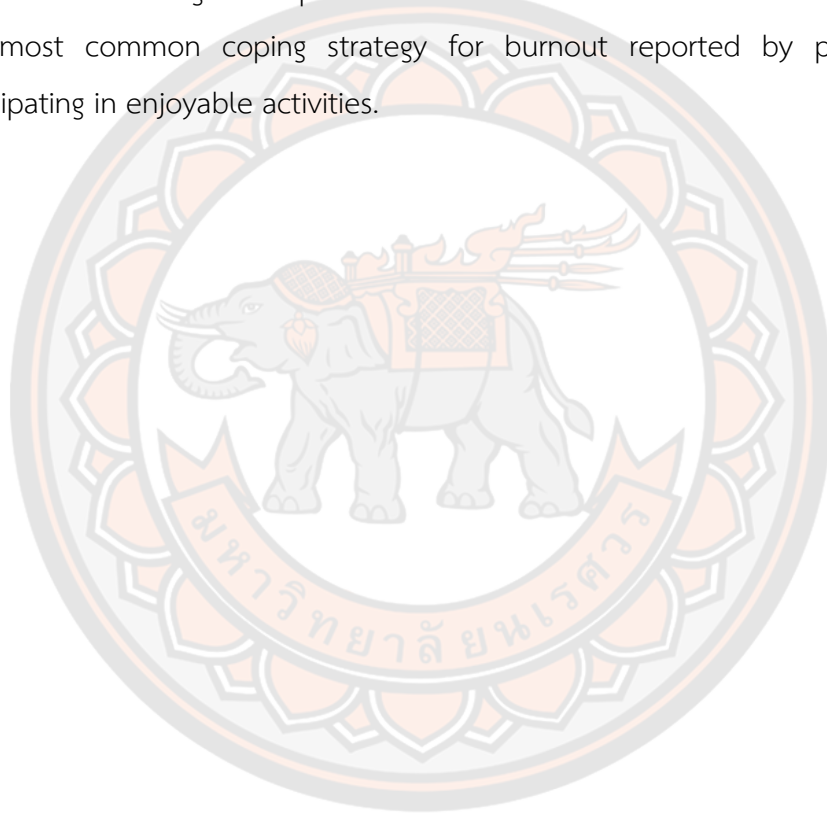 most common coping strategy for burnout reported by p
ipating in enjoyable activities.
มหาวิทยาลัยนเรศวร